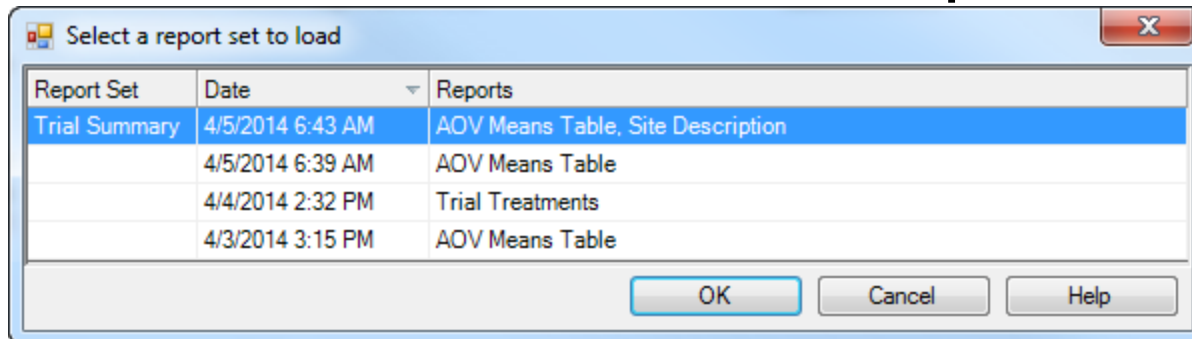 Select a report set to load
Report Set Date Reports
Trial Summary 4/5/2014 6:43 AM AOV Means Table, Site Description
4/5/2014 6:39 AM AOV Means Table
4/4/2014 2:32 PM Trial Treatments
4/3/2014 3:15 PM AOV Means Table
OK Cancel Help